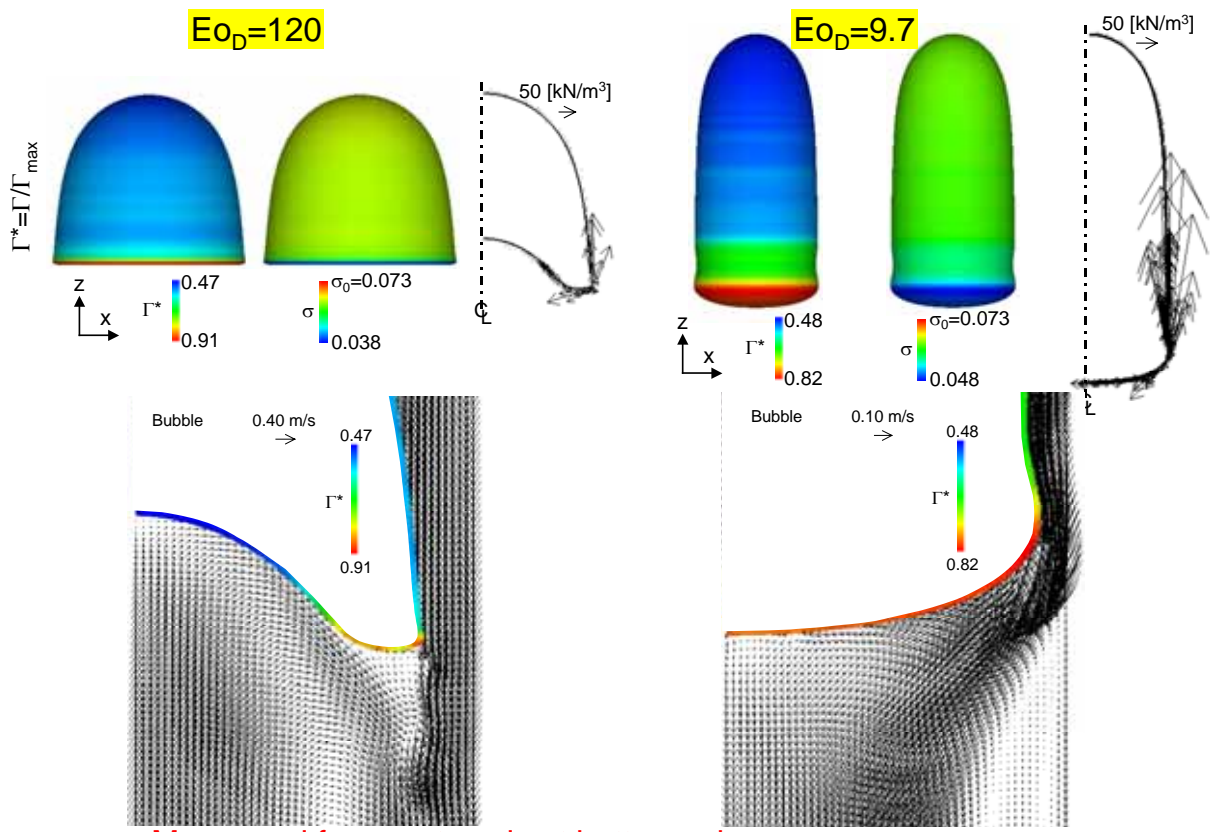 Eo_D=120
Γ*=Γ/Γ_max
50 [kN/m³]
z
x
Γ*
0.47
0.91
σ
σ₀=0.073
0.038
℄
Bubble
0.40 m/s
0.47
Γ*
0.91
Eo_D=9.7
50 [kN/m³]
z
x
Γ*
0.48
0.82
σ
σ₀=0.073
0.048
℄
Bubble
0.10 m/s
0.48
Γ*
0.82